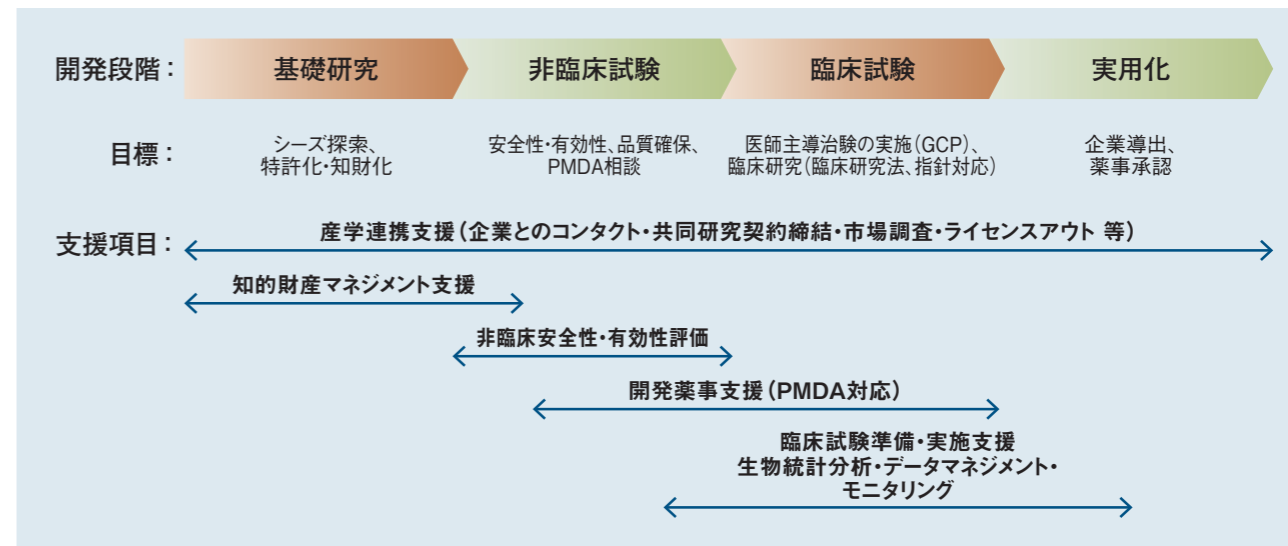 開発段階：
基礎研究
非臨床試験
臨床試験
実用化
目標：
シーズ探索、
特許化・知財化
安全性・有効性、品質確保、
PMDA相談
医師主導治験の実施（GCP）、
臨床研究（臨床研究法、指針対応）
企業導出、
薬事承認
支援項目：
産学連携支援（企業とのコンタクト・共同研究契約締結・市場調査・ライセンスアウト 等）
知的財産マネジメント支援
非臨床安全性・有効性評価
開発薬事支援（PMDA対応）
臨床試験準備・実施支援
生物統計分析・データマネジメント・
モニタリング